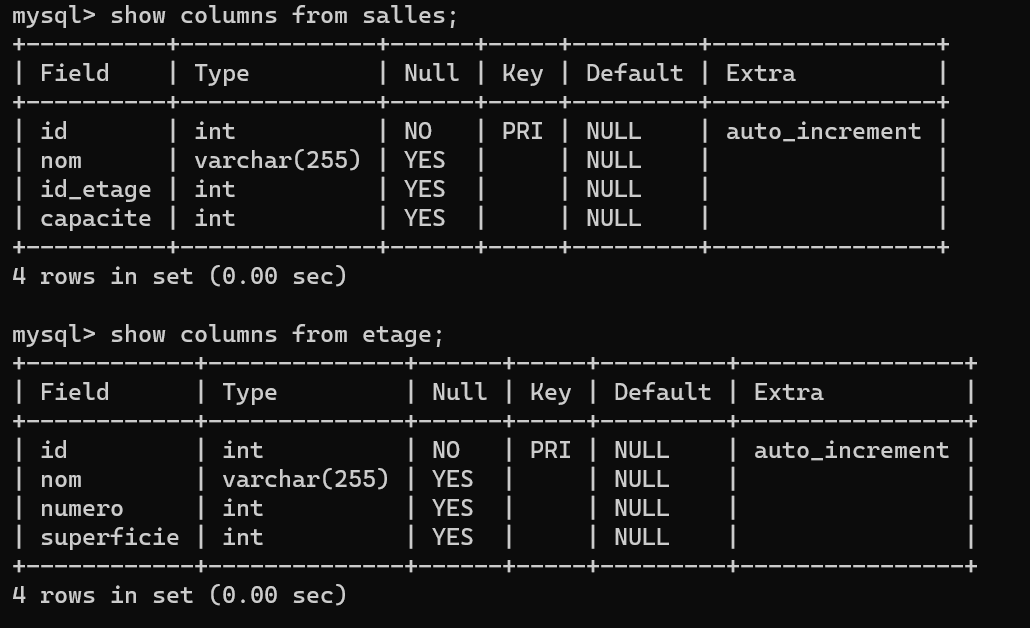 mysql> show columns from salles;
+----------+--------------+------+-----+---------+----------------+
| Field    | Type         | Null | Key | Default | Extra          |
+----------+--------------+------+-----+---------+----------------+
| id       | int          | NO   | PRI | NULL    | auto_increment |
| nom      | varchar(255) | YES  |     | NULL    |                |
| id_etage | int          | YES  |     | NULL    |                |
| capacite | int          | YES  |     | NULL    |                |
+----------+--------------+------+-----+---------+----------------+
4 rows in set (0.00 sec)

mysql> show columns from etage;
+------------+--------------+------+-----+---------+----------------+
| Field      | Type         | Null | Key | Default | Extra          |
+------------+--------------+------+-----+---------+----------------+
| id         | int          | NO   | PRI | NULL    | auto_increment |
| nom        | varchar(255) | YES  |     | NULL    |                |
| numero     | int          | YES  |     | NULL    |                |
| superficie | int          | YES  |     | NULL    |                |
+------------+--------------+------+-----+---------+----------------+
4 rows in set (0.00 sec)